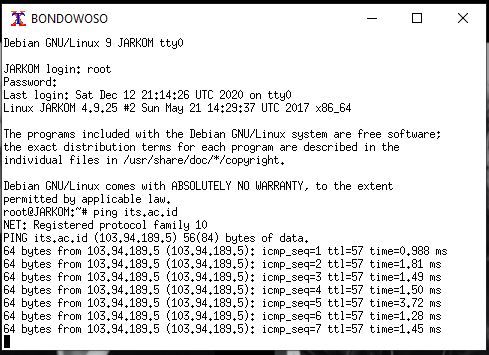 BONDOWOSO
Debian GNU/Linux 9 JARKOM tty0
JARKOM login: root
Password:
Last login: Sat Dec 12 21:14:26 UTC 2020 on tty0
Linux JARKOM 4.9.25 #2 Sun May 21 14:29:37 UTC 2017 x86_64
The programs included with the Debian GNU/Linux system are free software;
the exact distribution terms for each program are described in the
individual files in /usr/share/doc/*/copyright.
Debian GNU/Linux comes with ABSOLUTELY NO WARRANTY, to the extent
permitted by applicable law.
root@JARKOM:~# ping its.ac.id
NET: Registered protocol family 10
PING its.ac.id (103.94.189.5) 56(84) bytes of data.
64 bytes from 103.94.189.5 (103.94.189.5): icmp_seq=1 ttl=57 time=0.988 ms
64 bytes from 103.94.189.5 (103.94.189.5): icmp_seq=2 ttl=57 time=1.81 ms
64 bytes from 103.94.189.5 (103.94.189.5): icmp_seq=3 ttl=57 time=1.49 ms
64 bytes from 103.94.189.5 (103.94.189.5): icmp_seq=4 ttl=57 time=1.50 ms
64 bytes from 103.94.189.5 (103.94.189.5): icmp_seq=5 ttl=57 time=3.72 ms
64 bytes from 103.94.189.5 (103.94.189.5): icmp_seq=6 ttl=57 time=1.28 ms
64 bytes from 103.94.189.5 (103.94.189.5): icmp_seq=7 ttl=57 time=1.45 ms